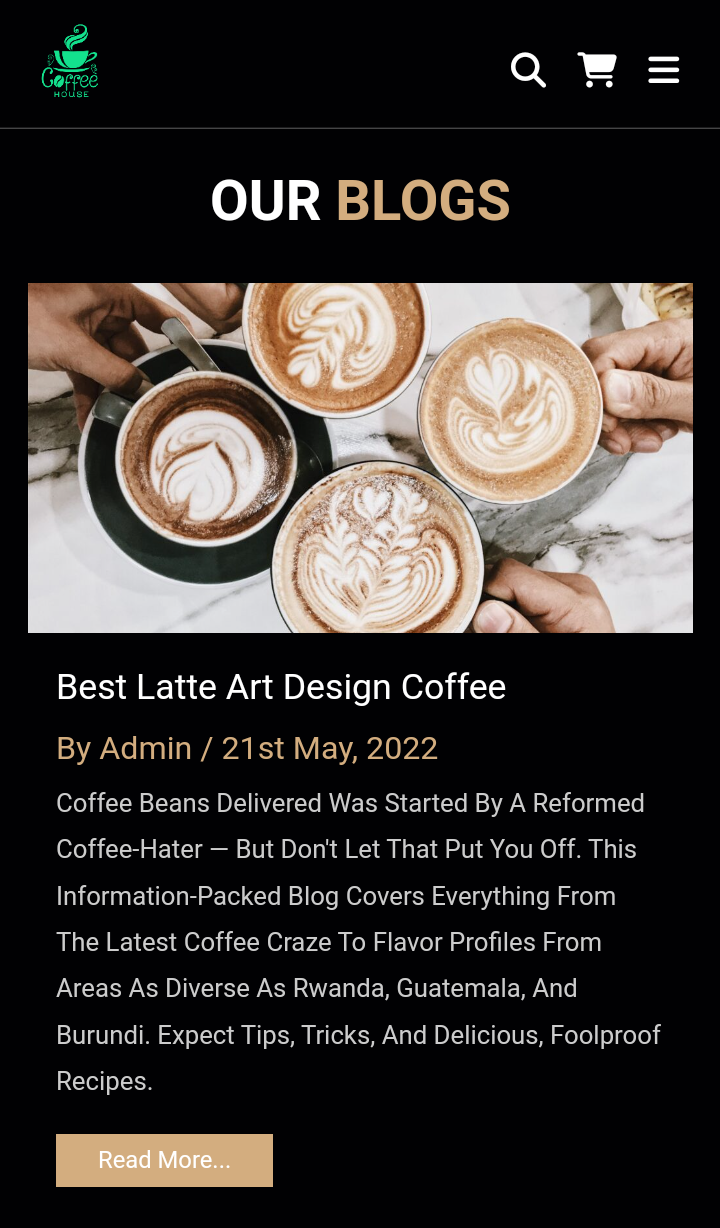 Coffee
HOUSE
OUR BLOGS
Best Latte Art Design Coffee
By Admin / 21st May, 2022
Coffee Beans Delivered Was Started By A Reformed
Coffee-Hater — But Don't Let That Put You Off. This
Information-Packed Blog Covers Everything From
The Latest Coffee Craze To Flavor Profiles From
Areas As Diverse As Rwanda, Guatemala, And
Burundi. Expect Tips, Tricks, And Delicious, Foolproof
Recipes.
Read More...